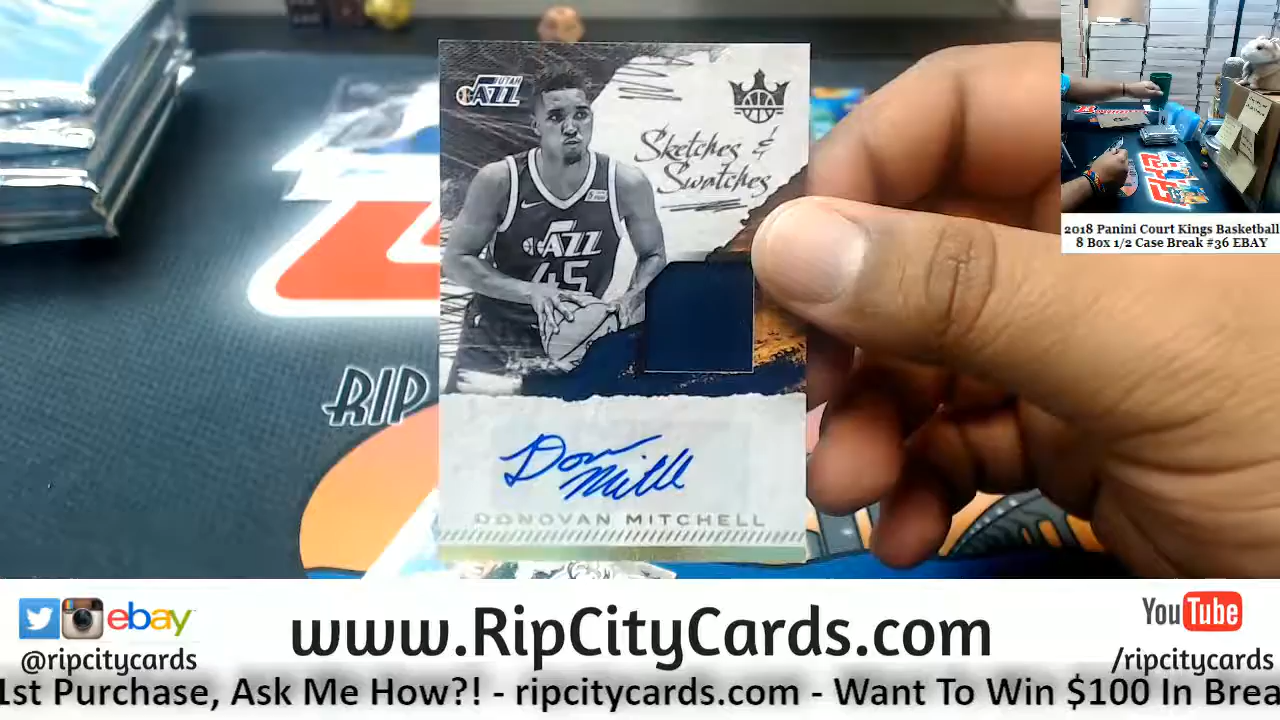 UTAH
JAZZ
Sketches &
Swatches
JAZZ
45
Don Mitll
DONOVAN MITCHELL
RIP
2018 Panini Court Kings Basketball
8 Box 1/2 Case Break #36 EBAY
ebay
@ripcitycards
www.RipCityCards.com
YouTube
/ripcitycards
1st Purchase, Ask Me How?! - ripcitycards.com - Want To Win $100 In Brea